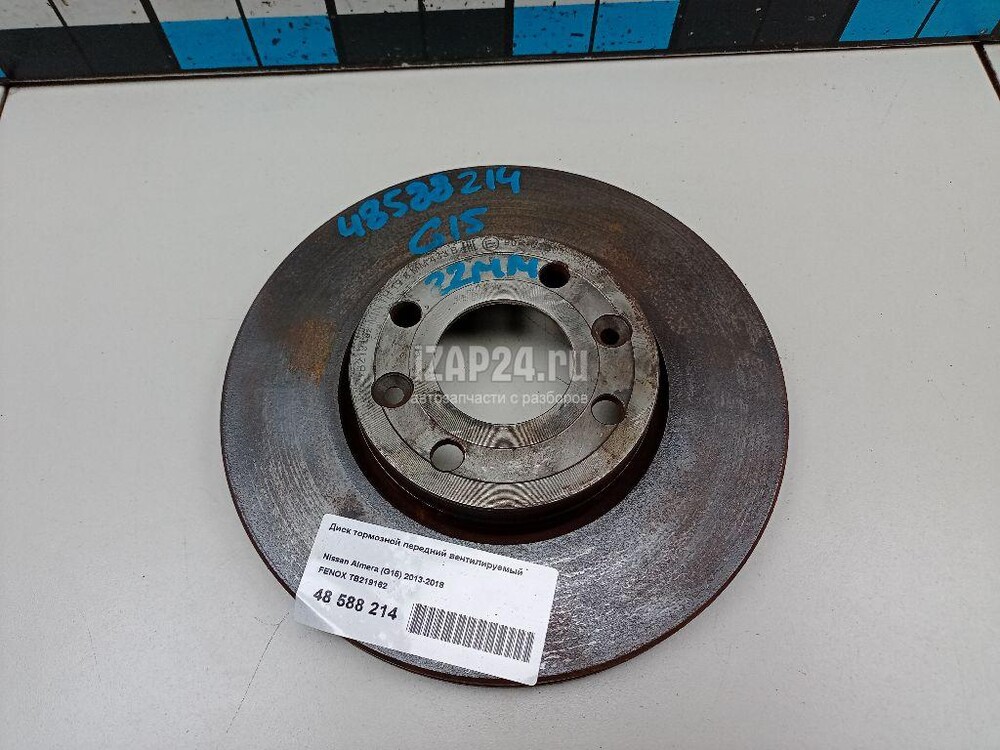 48588214
G15
22мм
iZAP24.ru
автозапчасти с разборов
Диск тормозной передний вентилируемый
Nissan Almera (G15) 2013-2018
FENOX TB219162
48 588 214